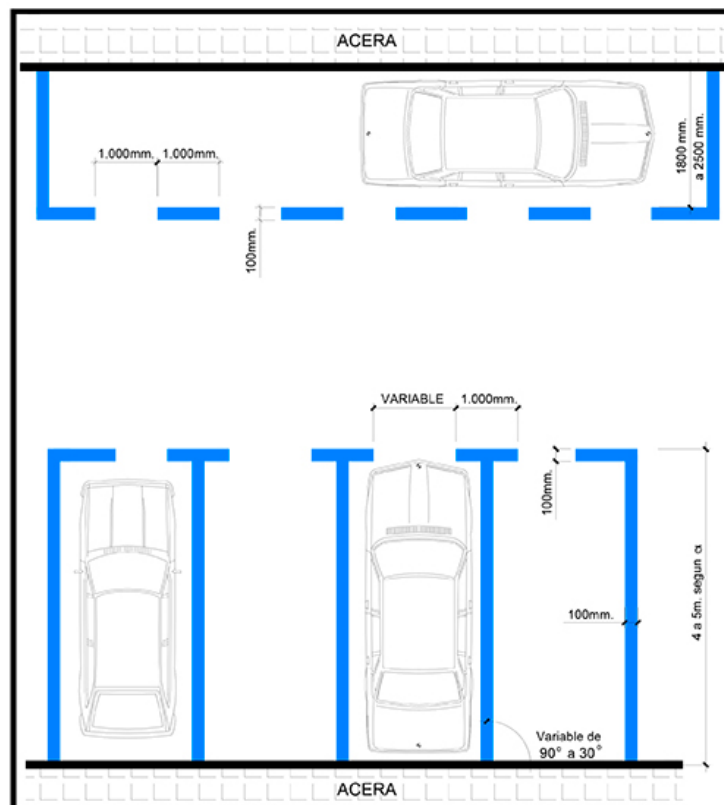 ACERA
1.000mm. 1.000mm.
1800 mm.
a 2500 mm.
100mm.
VARIABLE 1.000mm.
100mm.
4 a 5m. segun α
100mm.
Variable de
90° a 30°
ACERA